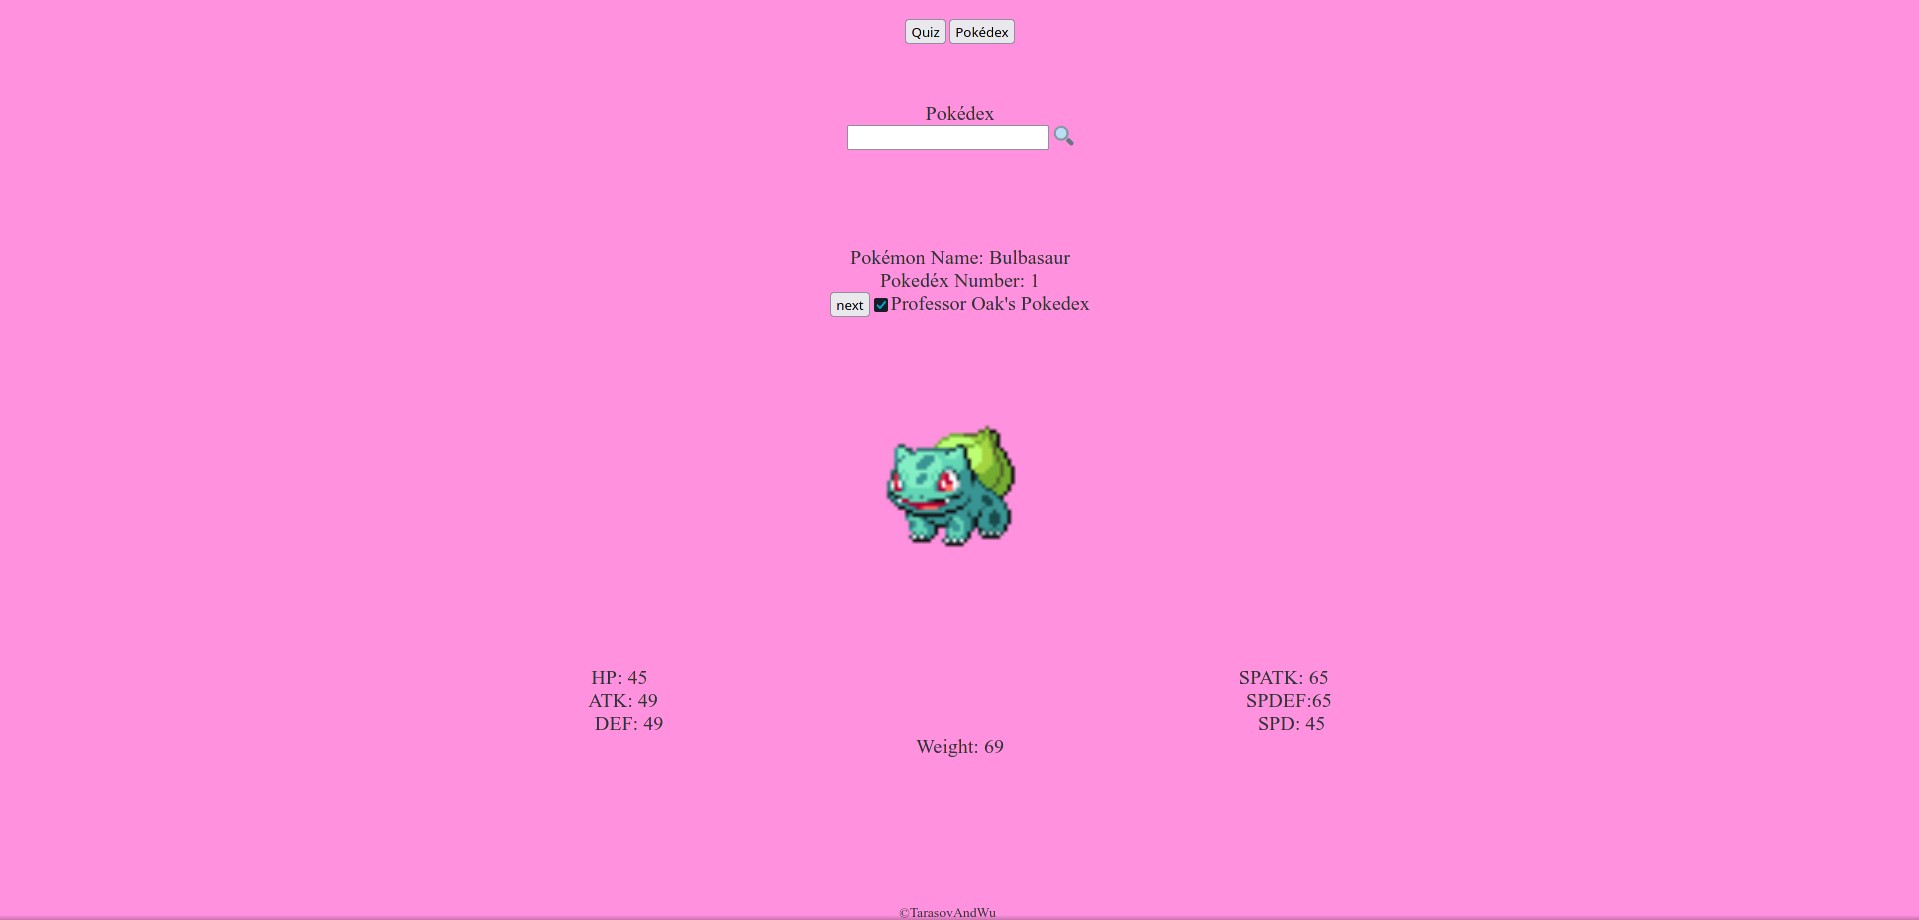 Quiz Pokédex
Pokédex
Pokémon Name: Bulbasaur
Pokedéx Number: 1
next Professor Oak's Pokedex
HP: 45 SPATK: 65
ATK: 49 SPDEF:65
DEF: 49 SPD: 45
Weight: 69
©TarasovAndWu